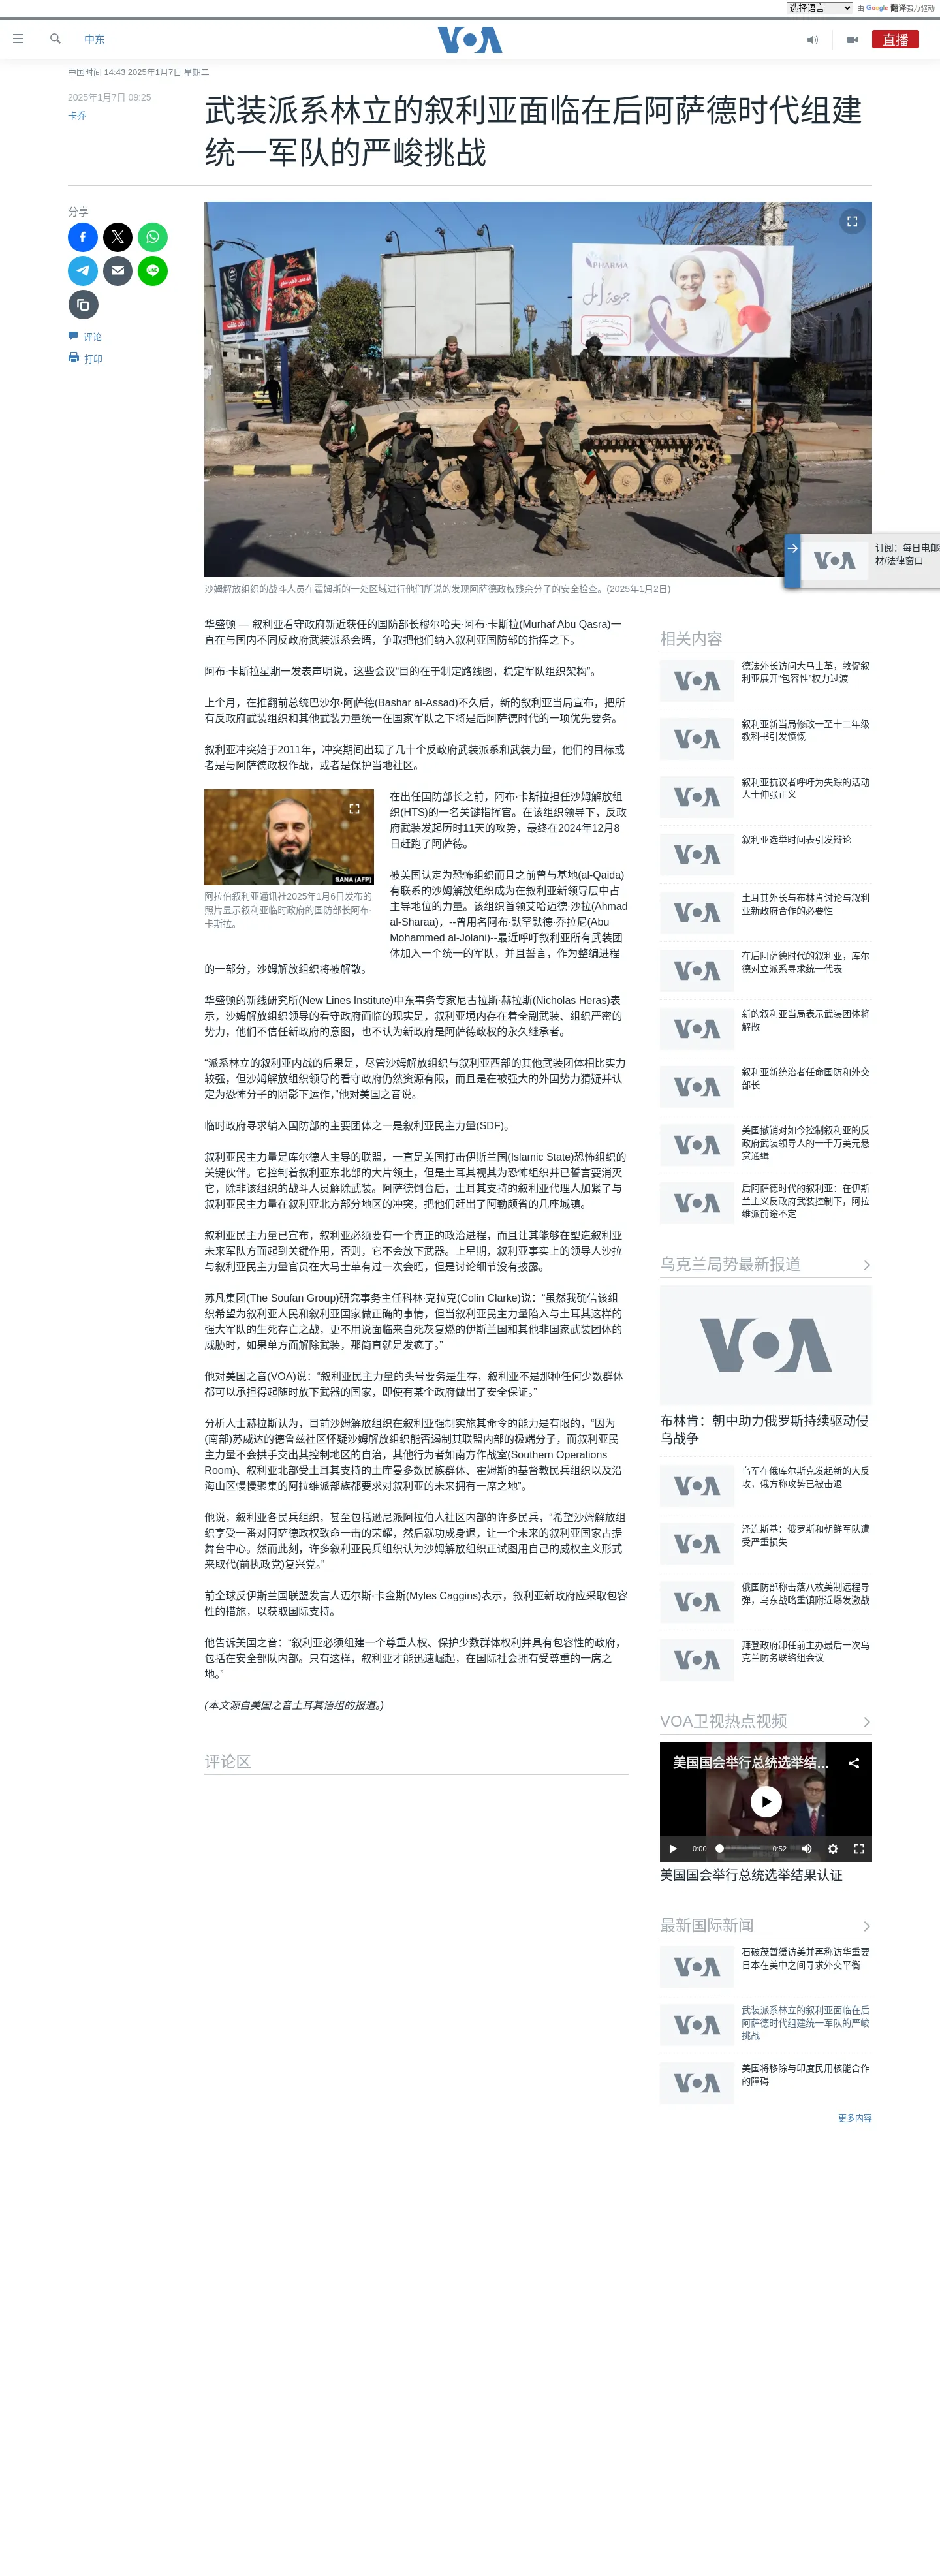 选择语言 由 Google 翻译强力驱动
中东
VOA
直播
中国时间 14:43 2025年1月7日 星期二
2025年1月7日 09:25
卡乔
武装派系林立的叙利亚面临在后阿萨德时代组建
统一军队的严峻挑战
分享
评论
打印
PHARMA
沙姆解放组织的战斗人员在霍姆斯的一处区域进行他们所说的发现阿萨德政权残余分子的安全检查。(2025年1月2日)
VOA
订阅：每日电邮
材/法律窗口
华盛顿 — 叙利亚看守政府新近获任的国防部长穆尔哈夫·阿布·卡斯拉(Murhaf Abu Qasra)一
直在与国内不同反政府武装派系会晤，争取把他们纳入叙利亚国防部的指挥之下。
阿布·卡斯拉星期一发表声明说，这些会议“目的在于制定路线图，稳定军队组织架构”。
上个月，在推翻前总统巴沙尔·阿萨德(Bashar al-Assad)不久后，新的叙利亚当局宣布，把所
有反政府武装组织和其他武装力量统一在国家军队之下将是后阿萨德时代的一项优先要务。
叙利亚冲突始于2011年，冲突期间出现了几十个反政府武装派系和武装力量，他们的目标或
者是与阿萨德政权作战，或者是保护当地社区。
SANA (AFP)
阿拉伯叙利亚通讯社2025年1月6日发布的
照片显示叙利亚临时政府的国防部长阿布·
卡斯拉。
在出任国防部长之前，阿布·卡斯拉担任沙姆解放组
织(HTS)的一名关键指挥官。在该组织领导下，反政
府武装发起历时11天的攻势，最终在2024年12月8
日赶跑了阿萨德。
被美国认定为恐怖组织而且之前曾与基地(al-Qaida)
有联系的沙姆解放组织成为在叙利亚新领导层中占
主导地位的力量。该组织首领艾哈迈德·沙拉(Ahmad
al-Sharaa)，--曾用名阿布·默罕默德·乔拉尼(Abu
Mohammed al-Jolani)--最近呼吁叙利亚所有武装团
体加入一个统一的军队，并且誓言，作为整编进程
的一部分，沙姆解放组织将被解散。
华盛顿的新线研究所(New Lines Institute)中东事务专家尼古拉斯·赫拉斯(Nicholas Heras)表
示，沙姆解放组织领导的看守政府面临的现实是，叙利亚境内存在着全副武装、组织严密的
势力，他们不信任新政府的意图，也不认为新政府是阿萨德政权的永久继承者。
“派系林立的叙利亚内战的后果是，尽管沙姆解放组织与叙利亚西部的其他武装团体相比实力
较强，但沙姆解放组织领导的看守政府仍然资源有限，而且是在被强大的外国势力猜疑并认
定为恐怖分子的阴影下运作，”他对美国之音说。
临时政府寻求编入国防部的主要团体之一是叙利亚民主力量(SDF)。
叙利亚民主力量是库尔德人主导的联盟，一直是美国打击伊斯兰国(Islamic State)恐怖组织的
关键伙伴。它控制着叙利亚东北部的大片领土，但是土耳其视其为恐怖组织并已誓言要消灭
它，除非该组织的战斗人员解除武装。阿萨德倒台后，土耳其支持的叙利亚代理人加紧了与
叙利亚民主力量在叙利亚北方部分地区的冲突，把他们赶出了阿勒颇省的几座城镇。
叙利亚民主力量已宣布，叙利亚必须要有一个真正的政治进程，而且让其能够在塑造叙利亚
未来军队方面起到关键作用，否则，它不会放下武器。上星期，叙利亚事实上的领导人沙拉
与叙利亚民主力量官员在大马士革有过一次会晤，但是讨论细节没有披露。
苏凡集团(The Soufan Group)研究事务主任科林·克拉克(Colin Clarke)说：“虽然我确信该组
织希望为叙利亚人民和叙利亚国家做正确的事情，但当叙利亚民主力量陷入与土耳其这样的
强大军队的生死存亡之战，更不用说面临来自死灰复燃的伊斯兰国和其他非国家武装团体的
威胁时，如果单方面解除武装，那简直就是发疯了。”
他对美国之音(VOA)说：“叙利亚民主力量的头号要务是生存，叙利亚不是那种任何少数群体
都可以承担得起随时放下武器的国家，即使有某个政府做出了安全保证。”
分析人士赫拉斯认为，目前沙姆解放组织在叙利亚强制实施其命令的能力是有限的，“因为
(南部)苏威达的德鲁兹社区怀疑沙姆解放组织能否遏制其联盟内部的极端分子，而叙利亚民
主力量不会拱手交出其控制地区的自治，其他行为者如南方作战室(Southern Operations
Room)、叙利亚北部受土耳其支持的土库曼多数民族群体、霍姆斯的基督教民兵组织以及沿
海山区慢慢聚集的阿拉维派部族都要求对叙利亚的未来拥有一席之地”。
他说，叙利亚各民兵组织，甚至包括逊尼派阿拉伯人社区内部的许多民兵，“希望沙姆解放组
织享受一番对阿萨德政权致命一击的荣耀，然后就功成身退，让一个未来的叙利亚国家占据
舞台中心。然而此刻，许多叙利亚民兵组织认为沙姆解放组织正试图用自己的威权主义形式
来取代(前执政党)复兴党。”
前全球反伊斯兰国联盟发言人迈尔斯·卡金斯(Myles Caggins)表示，叙利亚新政府应采取包容
性的措施，以获取国际支持。
他告诉美国之音：“叙利亚必须组建一个尊重人权、保护少数群体权利并具有包容性的政府，
包括在安全部队内部。只有这样，叙利亚才能迅速崛起，在国际社会拥有受尊重的一席之
地。”
(本文源自美国之音土耳其语组的报道。)
评论区
相关内容
VOA
德法外长访问大马士革，敦促叙
利亚展开“包容性”权力过渡
VOA
叙利亚新当局修改一至十二年级
教科书引发愤慨
VOA
叙利亚抗议者呼吁为失踪的活动
人士伸张正义
VOA
叙利亚选举时间表引发辩论
VOA
土耳其外长与布林肯讨论与叙利
亚新政府合作的必要性
VOA
在后阿萨德时代的叙利亚，库尔
德对立派系寻求统一代表
VOA
新的叙利亚当局表示武装团体将
解散
VOA
叙利亚新统治者任命国防和外交
部长
VOA
美国撤销对如今控制叙利亚的反
政府武装领导人的一千万美元悬
赏通缉
VOA
后阿萨德时代的叙利亚：在伊斯
兰主义反政府武装控制下，阿拉
维派前途不定
乌克兰局势最新报道
VOA
布林肯：朝中助力俄罗斯持续驱动侵
乌战争
VOA
乌军在俄库尔斯克发起新的大反
攻，俄方称攻势已被击退
VOA
泽连斯基：俄罗斯和朝鲜军队遭
受严重损失
VOA
俄国防部称击落八枚美制远程导
弹，乌东战略重镇附近爆发激战
VOA
拜登政府卸任前主办最后一次乌
克兰防务联络组会议
VOA卫视热点视频
美国国会举行总统选举结...
0:00 0:52
美国国会举行总统选举结果认证
最新国际新闻
VOA
石破茂暂缓访美并再称访华重要
日本在美中之间寻求外交平衡
VOA
武装派系林立的叙利亚面临在后
阿萨德时代组建统一军队的严峻
挑战
VOA
美国将移除与印度民用核能合作
的障碍
更多内容